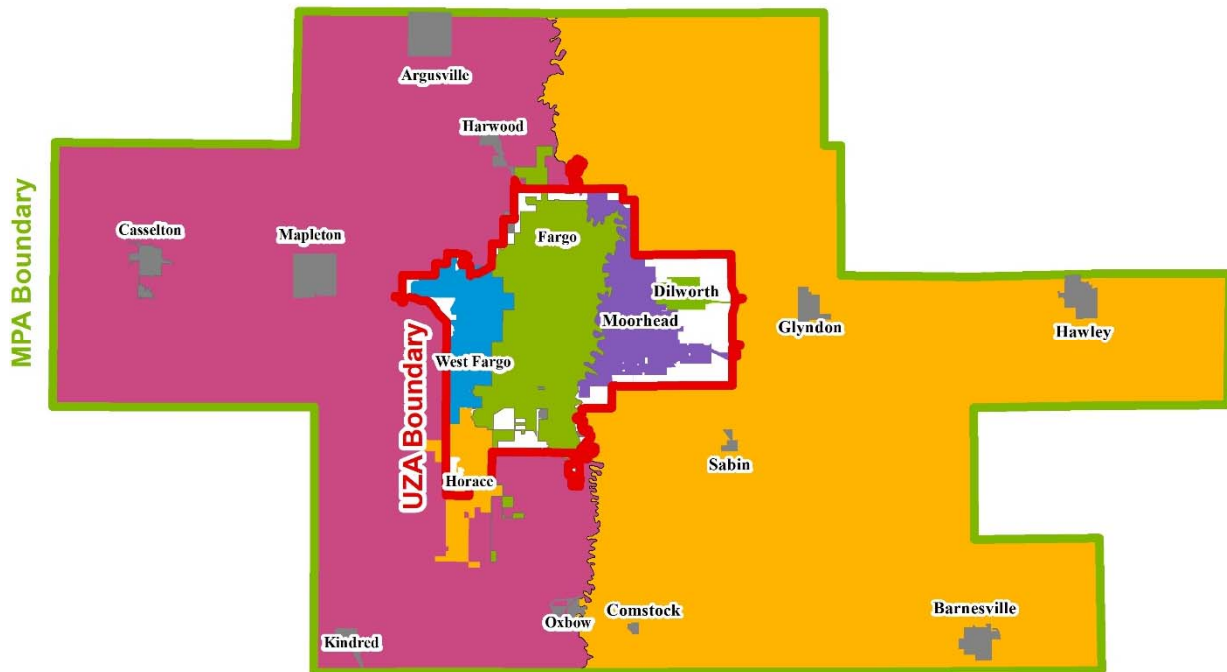 Argusville
Harwood
Casselton
Mapleton
Fargo
Dilworth
Moorhead
Glyndon
Hawley
West Fargo
Sabin
Horace
Oxbow
Comstock
Barnesville
Kindred
MPA Boundary
UZA Boundary